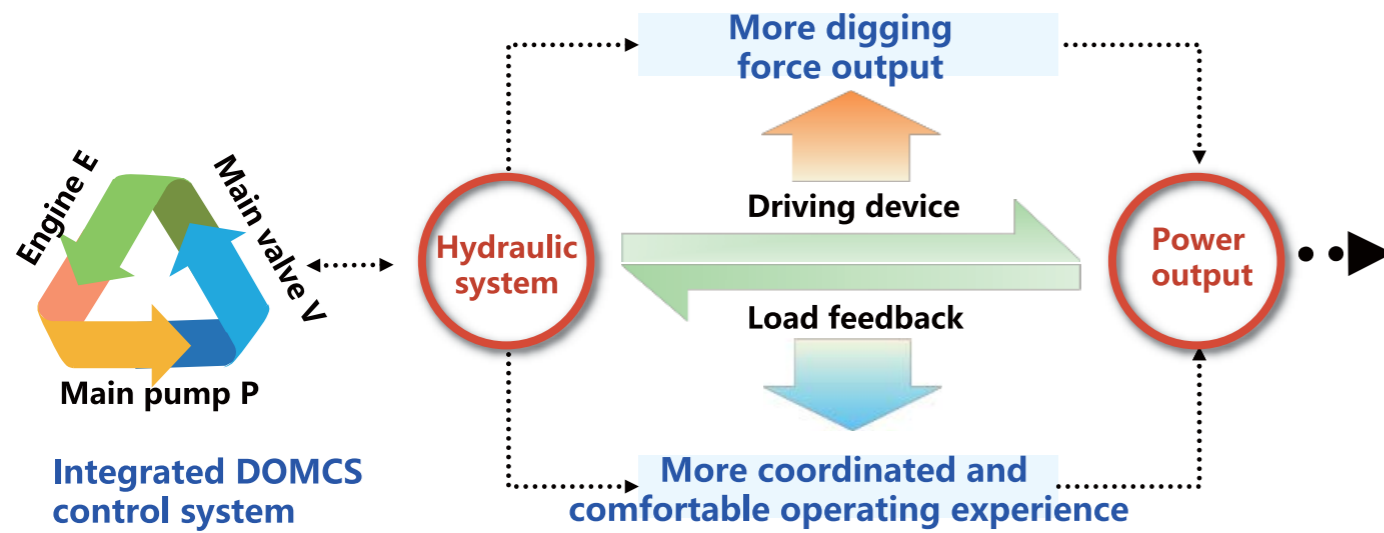 More digging
force output
Engine E
Main valve V
Driving device
Hydraulic
system
Power
output
Load feedback
Main pump P
Integrated DOMCS
control system
More coordinated and
comfortable operating experience